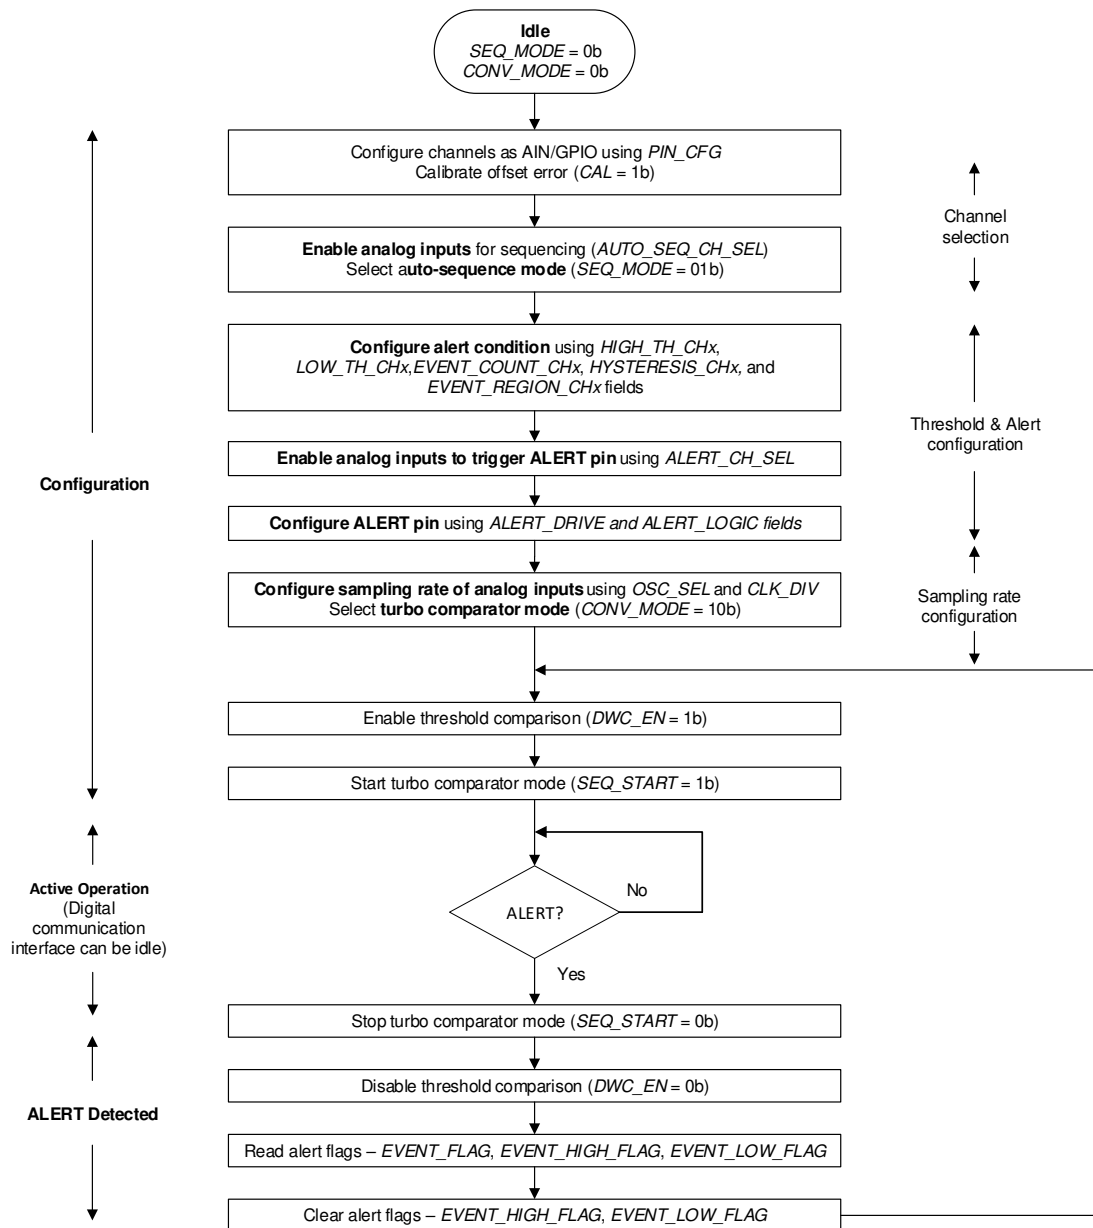 Idle
SEQ_MODE = 0b
CONV_MODE = 0b
Configure channels as AIN/GPIO using PIN_CFG
Calibrate offset error (CAL = 1b)
Channel
selection
Enable analog inputs for sequencing (AUTO_SEQ_CH_SEL)
Select auto-sequence mode (SEQ_MODE = 01b)
Configure alert condition using HIGH_TH_CHx,
LOW_TH_CHx,EVENT_COUNT_CHx, HYSTERESIS_CHx, and
EVENT_REGION_CHx fields
Threshold & Alert
configuration
Enable analog inputs to trigger ALERT pin using ALERT_CH_SEL
Configuration
Configure ALERT pin using ALERT_DRIVE and ALERT_LOGIC fields
Configure sampling rate of analog inputs using OSC_SEL and CLK_DIV
Select turbo comparator mode (CONV_MODE = 10b)
Sampling rate
configuration
Enable threshold comparison (DWC_EN = 1b)
Start turbo comparator mode (SEQ_START = 1b)
Active Operation
(Digital
communication
interface can be idle)
No
ALERT?
Yes
Stop turbo comparator mode (SEQ_START = 0b)
Disable threshold comparison (DWC_EN = 0b)
ALERT Detected
Read alert flags – EVENT_FLAG, EVENT_HIGH_FLAG, EVENT_LOW_FLAG
Clear alert flags – EVENT_HIGH_FLAG, EVENT_LOW_FLAG